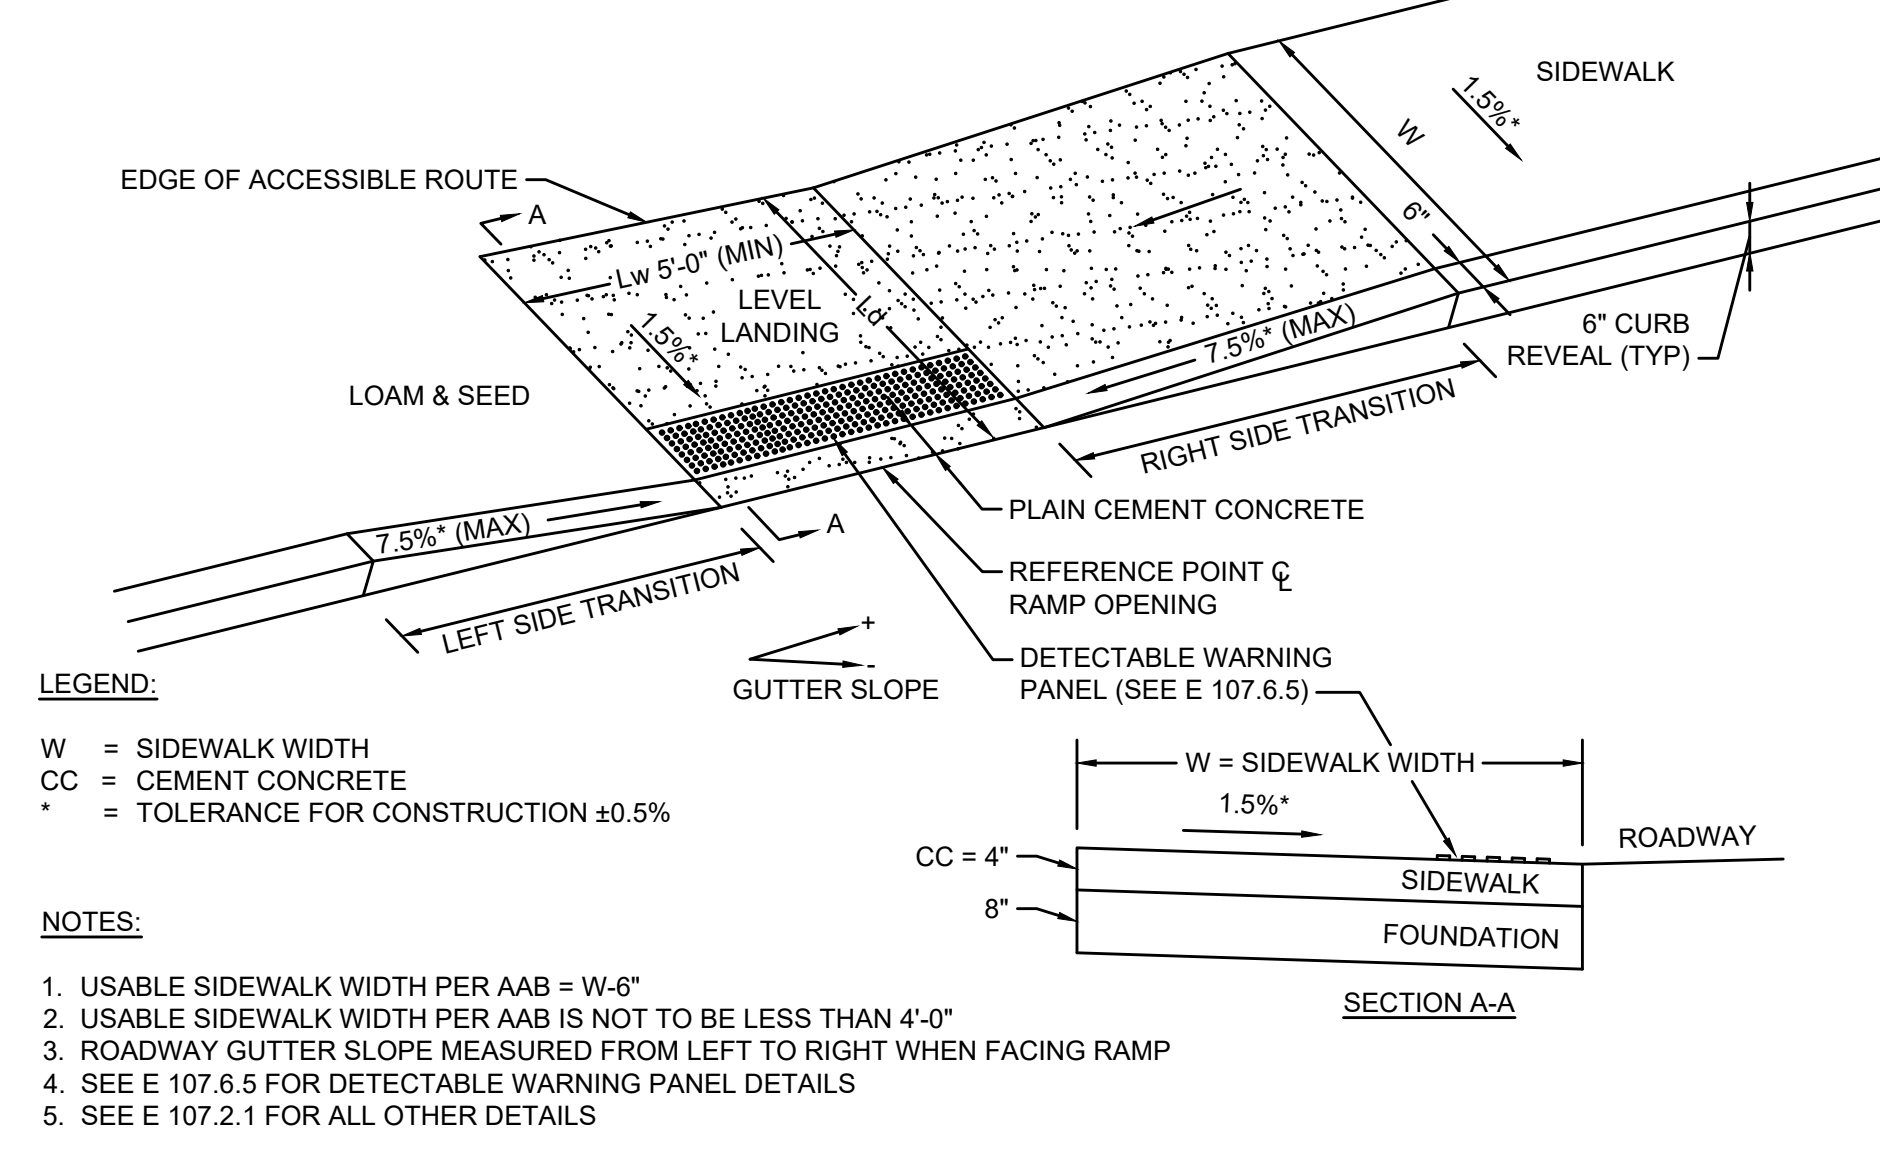 SIDEWALK
1.5%*
W
EDGE OF ACCESSIBLE ROUTE
A
6"
Lw 5'-0" (MIN)
LEVEL
LANDING
Ld
1.5%*
7.5%* (MAX)
6" CURB
REVEAL (TYP)
LOAM & SEED
RIGHT SIDE TRANSITION
PLAIN CEMENT CONCRETE
A
7.5%* (MAX)
REFERENCE POINT ℄
RAMP OPENING
LEFT SIDE TRANSITION
+
-
GUTTER SLOPE
DETECTABLE WARNING
PANEL (SEE E 107.6.5)
LEGEND:
W = SIDEWALK WIDTH
CC = CEMENT CONCRETE
* = TOLERANCE FOR CONSTRUCTION ±0.5%
W = SIDEWALK WIDTH
1.5%*
ROADWAY
CC = 4"
SIDEWALK
8"
FOUNDATION
SECTION A-A
NOTES:
1. USABLE SIDEWALK WIDTH PER AAB = W-6"
2. USABLE SIDEWALK WIDTH PER AAB IS NOT TO BE LESS THAN 4'-0"
3. ROADWAY GUTTER SLOPE MEASURED FROM LEFT TO RIGHT WHEN FACING RAMP
4. SEE E 107.6.5 FOR DETECTABLE WARNING PANEL DETAILS
5. SEE E 107.2.1 FOR ALL OTHER DETAILS